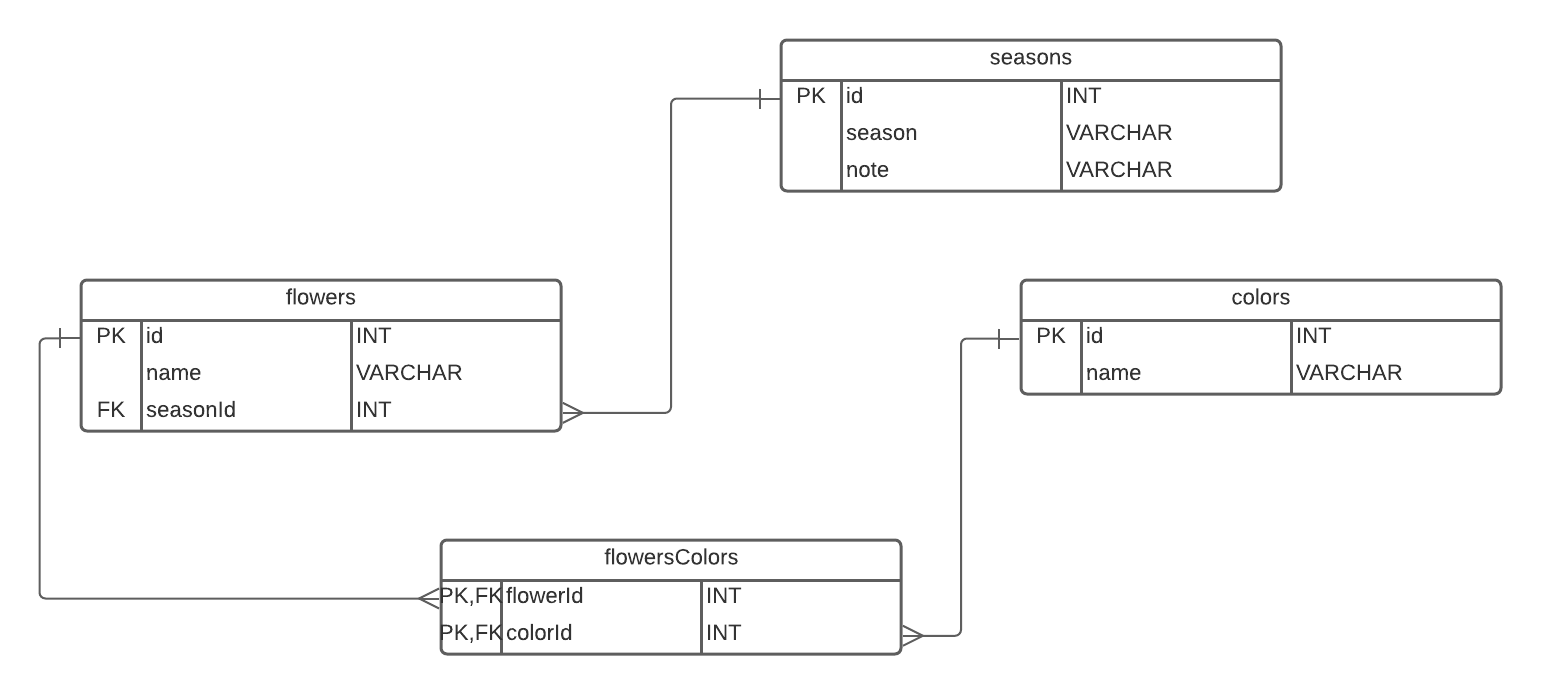 seasons
PK id INT
season VARCHAR
note VARCHAR
flowers
PK id INT
name VARCHAR
FK seasonId INT
colors
PK id INT
name VARCHAR
flowersColors
PK,FK flowerId INT
PK,FK colorId INT